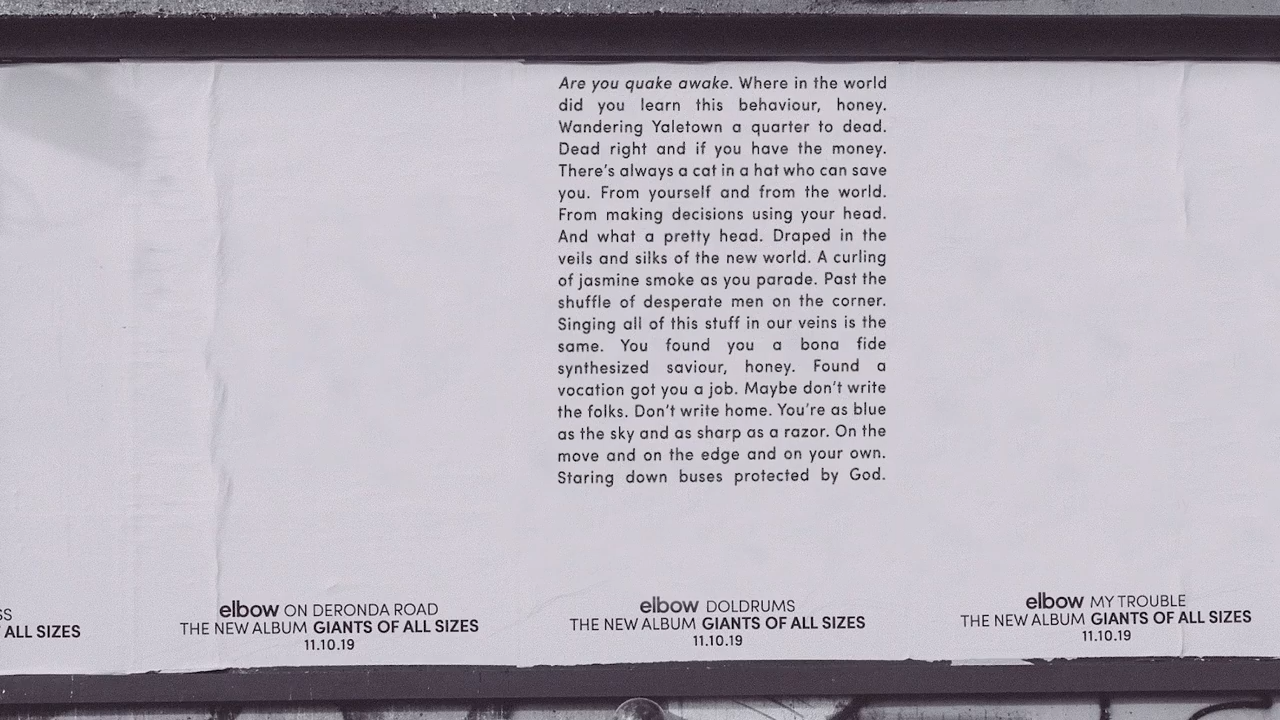 Are you quake awake. Where in the world
did you learn this behaviour, honey.
Wandering Yaletown a quarter to dead.
Dead right and if you have the money.
There's always a cat in a hat who can save
you. From yourself and from the world.
From making decisions using your head.
And what a pretty head. Draped in the
veils and silks of the new world. A curling
of jasmine smoke as you parade. Past the
shuffle of desperate men on the corner.
Singing all of this stuff in our veins is the
same. You found you a bona fide
synthesized saviour, honey. Found a
vocation got you a job. Maybe don't write
the folks. Don't write home. You're as blue
as the sky and as sharp as a razor. On the
move and on the edge and on your own.
Staring down buses protected by God.
SS
ALL SIZES
elbow ON DERONDA ROAD
THE NEW ALBUM GIANTS OF ALL SIZES
11.10.19
elbow DOLDRUMS
THE NEW ALBUM GIANTS OF ALL SIZES
11.10.19
elbow MY TROUBLE
THE NEW ALBUM GIANTS OF ALL SIZES
11.10.19